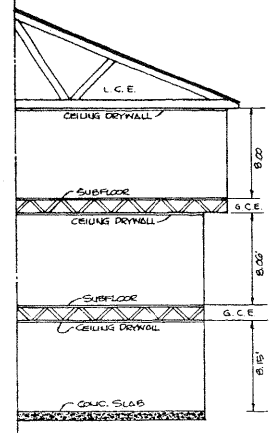 L.C.E.
CEILING DRYWALL
8.00
SUBFLOOR
G.C.E.
CEILING DRYWALL
8.06'
SUBFLOOR
G.C.E.
CEILING DRYWALL
8.15'
CONC. SLAB